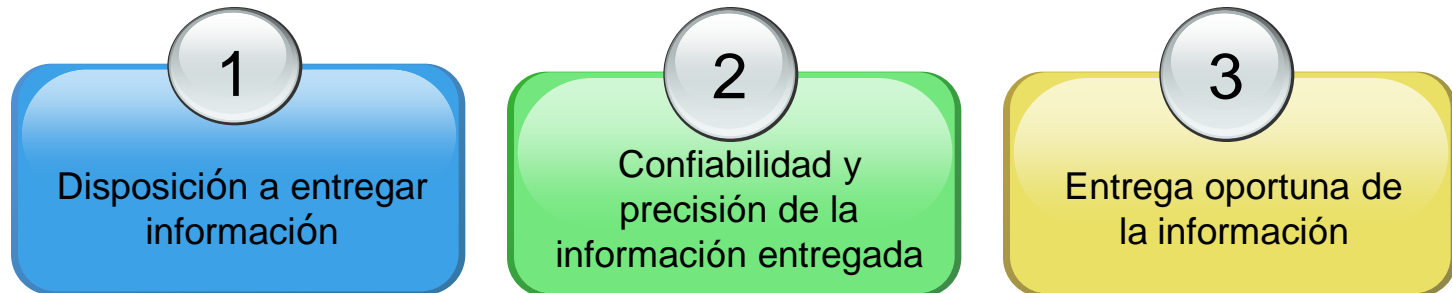 1
Disposición a entregar
información
2
Confiabilidad y
precisión de la
información entregada
3
Entrega oportuna de
la información